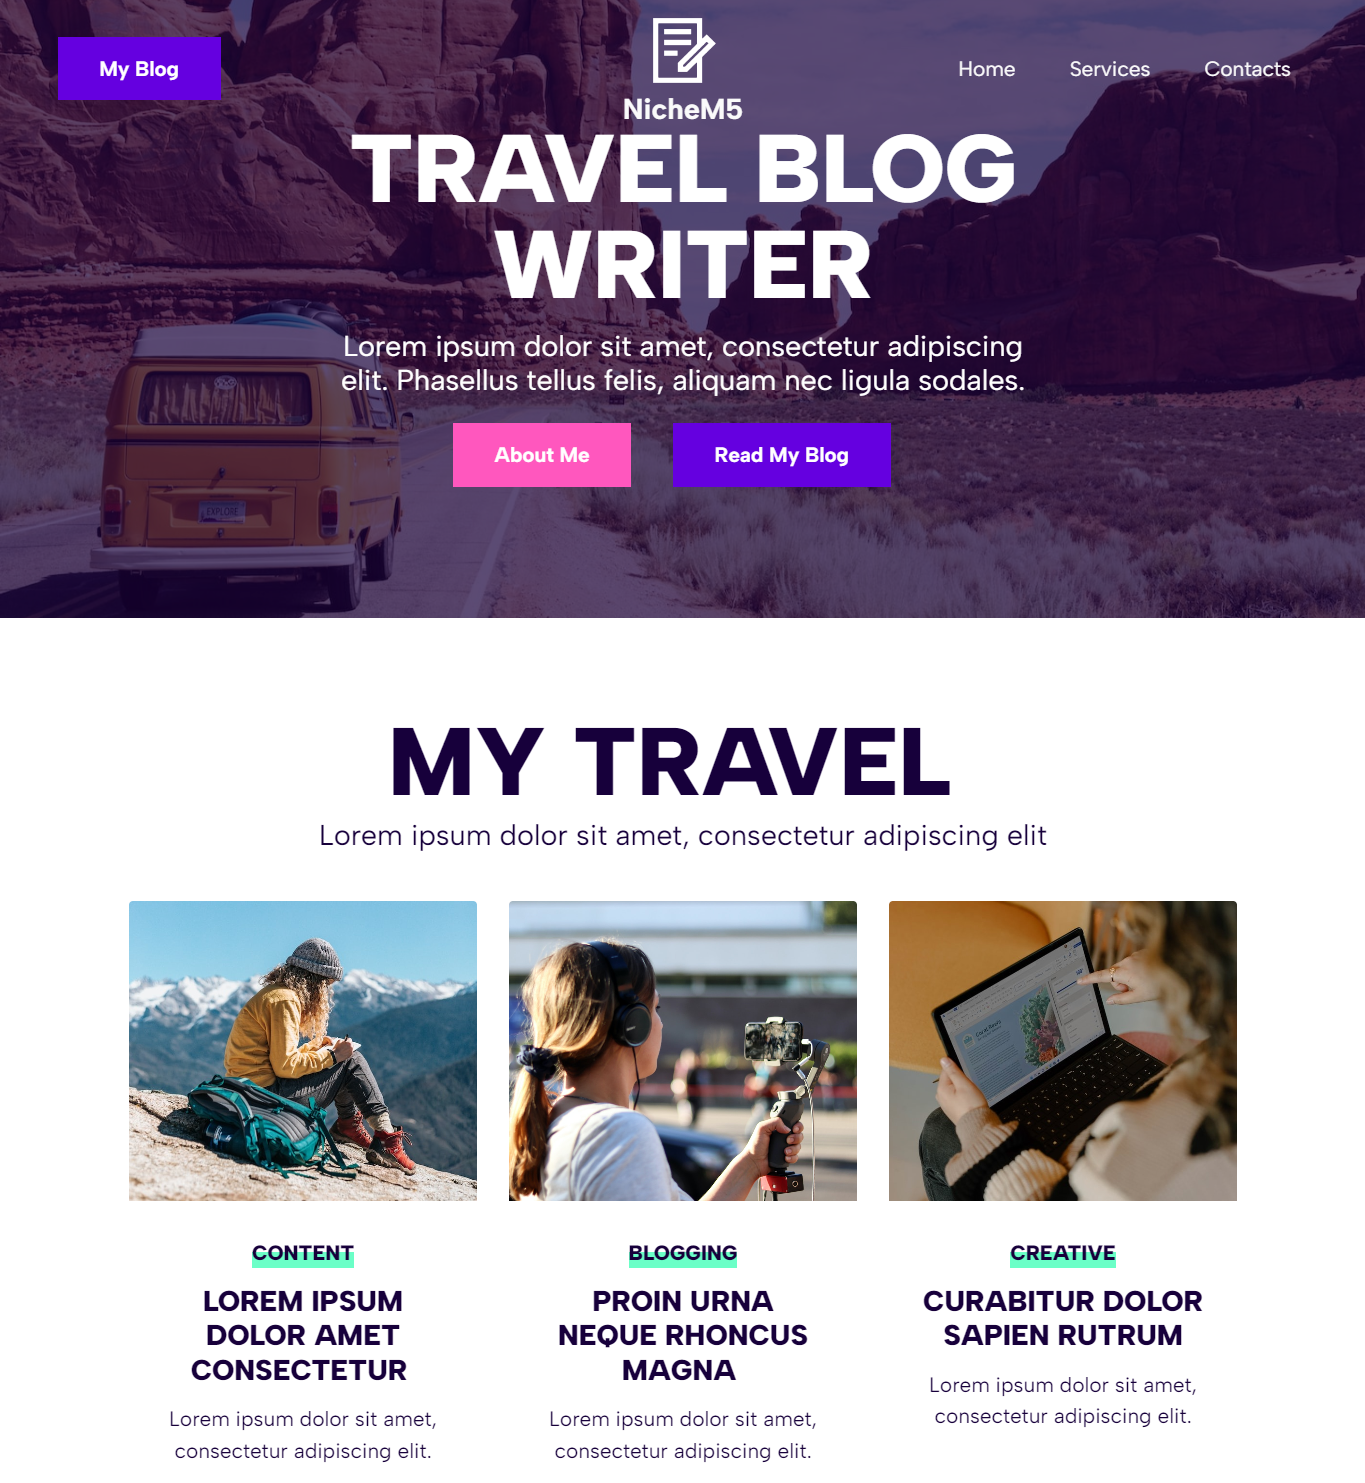 My Blog
NicheM5
Home
Services
Contacts
TRAVEL BLOG
WRITER
Lorem ipsum dolor sit amet, consectetur adipiscing
elit. Phasellus tellus felis, aliquam nec ligula sodales.
About Me
Read My Blog
EXPLORE
MY TRAVEL
Lorem ipsum dolor sit amet, consectetur adipiscing elit
CONTENT
LOREM IPSUM
DOLOR AMET
CONSECTETUR
Lorem ipsum dolor sit amet,
consectetur adipiscing elit.
BLOGGING
PROIN URNA
NEQUE RHONCUS
MAGNA
Lorem ipsum dolor sit amet,
consectetur adipiscing elit.
CREATIVE
CURABITUR DOLOR
SAPIEN RUTRUM
Lorem ipsum dolor sit amet,
consectetur adipiscing elit.